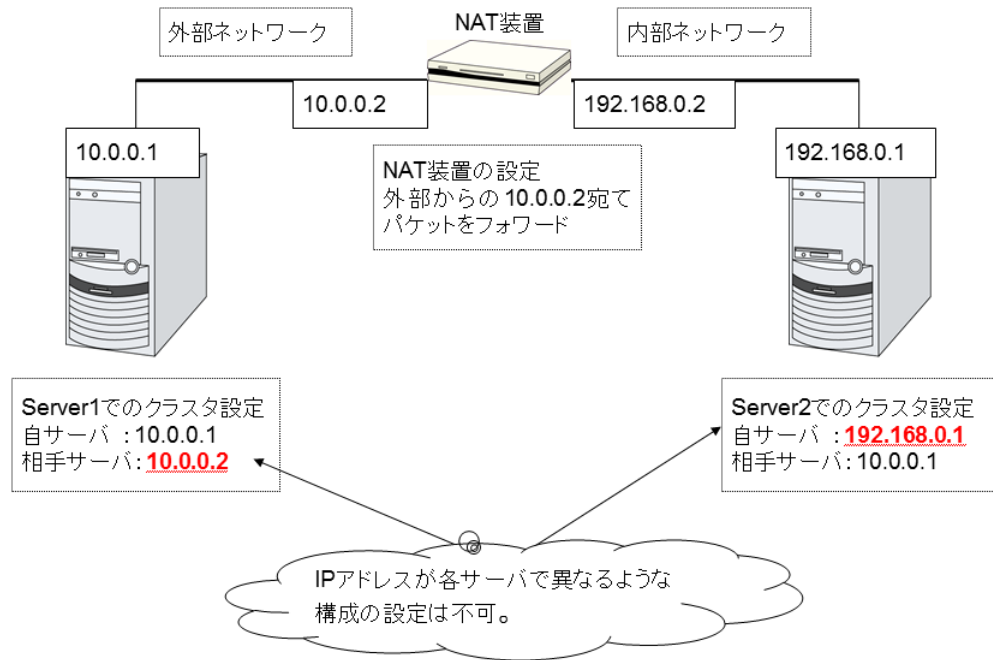 外部ネットワーク
NAT装置
内部ネットワーク
10.0.0.2
192.168.0.2
10.0.0.1
192.168.0.1
NAT装置の設定
外部からの10.0.0.2宛て
パケットをフォワード
Server1でのクラスタ設定
自サーバ :10.0.0.1
相手サーバ:10.0.0.2
Server2でのクラスタ設定
自サーバ :192.168.0.1
相手サーバ:10.0.0.1
IPアドレスが各サーバで異なるような
構成の設定は不可。